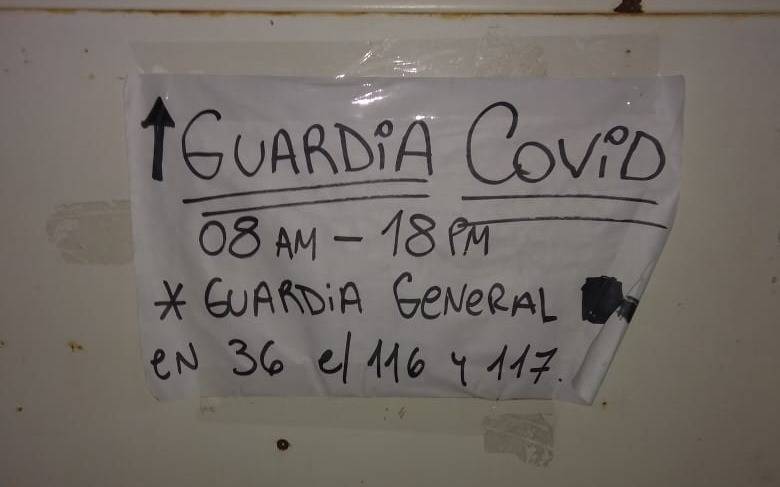 ↑ GUARDiA COViD
08 AM – 18 PM
* GUARDiA GeNeRAL
eN 36 e/ 116 y 117.